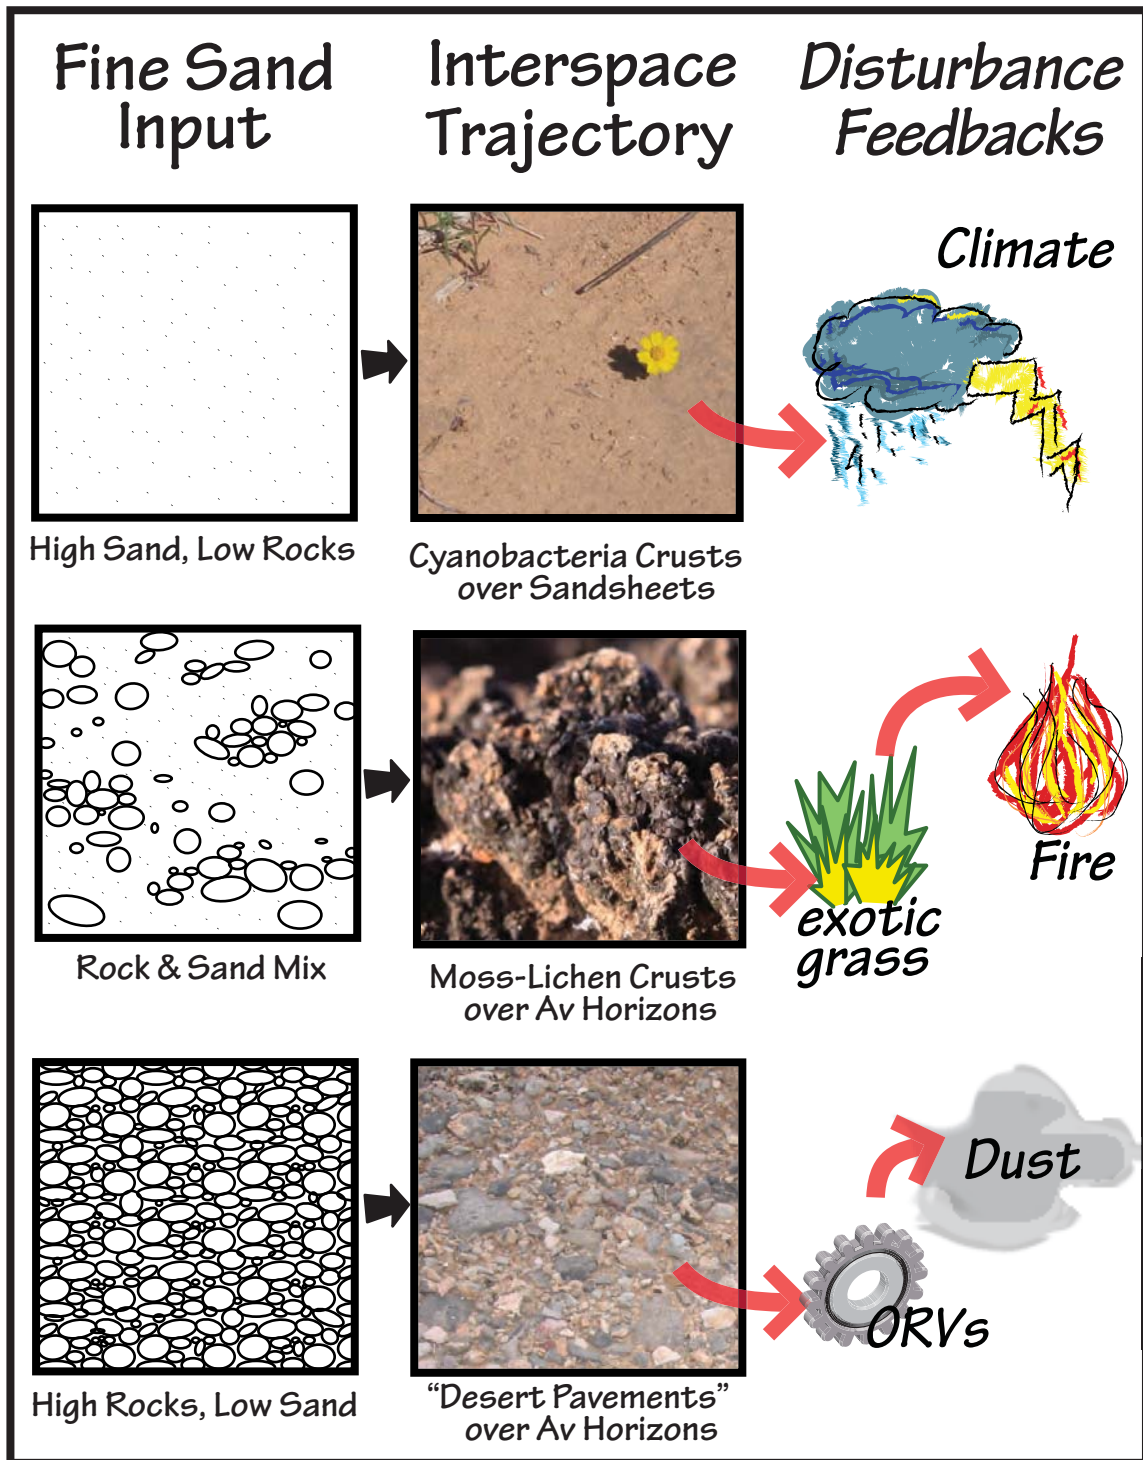 Fine Sand
Input
Interspace
Trajectory
Disturbance
Feedbacks
Climate
High Sand, Low Rocks
Cyanobacteria Crusts
over Sandsheets
Rock & Sand Mix
Moss-Lichen Crusts
over Av Horizons
exotic
grass
Fire
High Rocks, Low Sand
“Desert Pavements”
over Av Horizons
ORVs
Dust